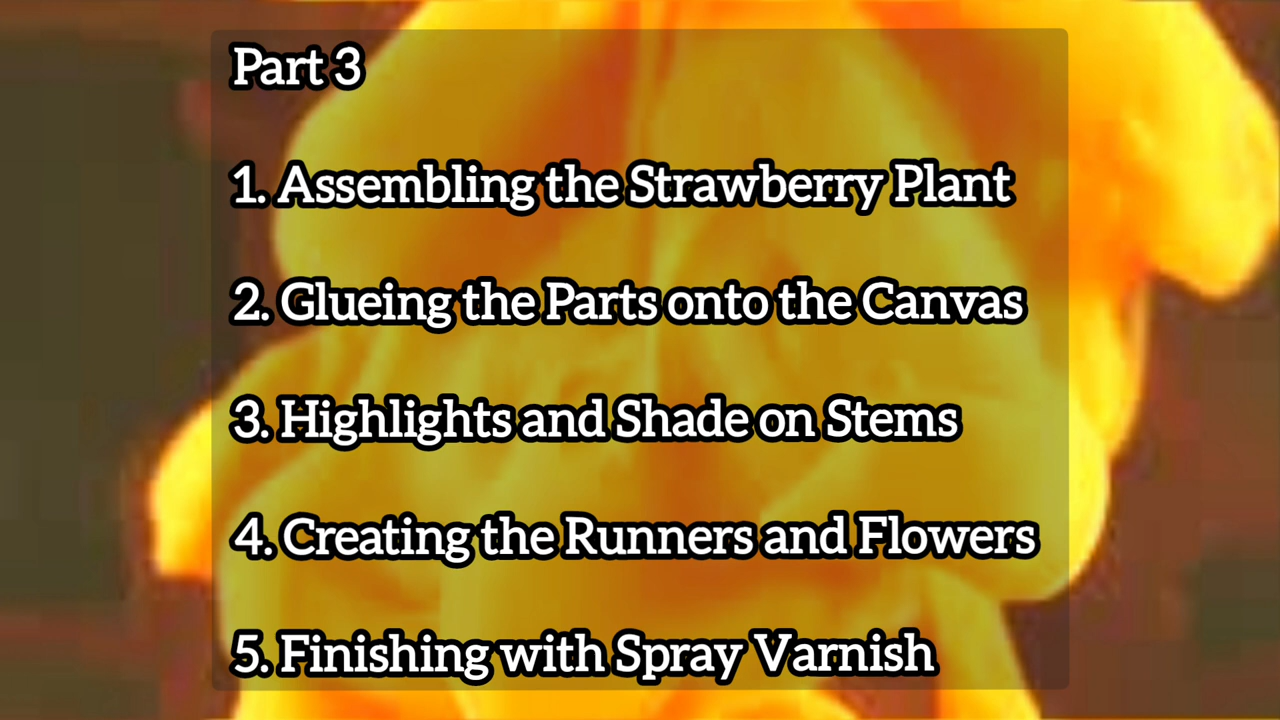 Part 3
1. Assembling the Strawberry Plant
2. Glueing the Parts onto the Canvas
3. Highlights and Shade on Stems
4. Creating the Runners and Flowers
5. Finishing with Spray Varnish